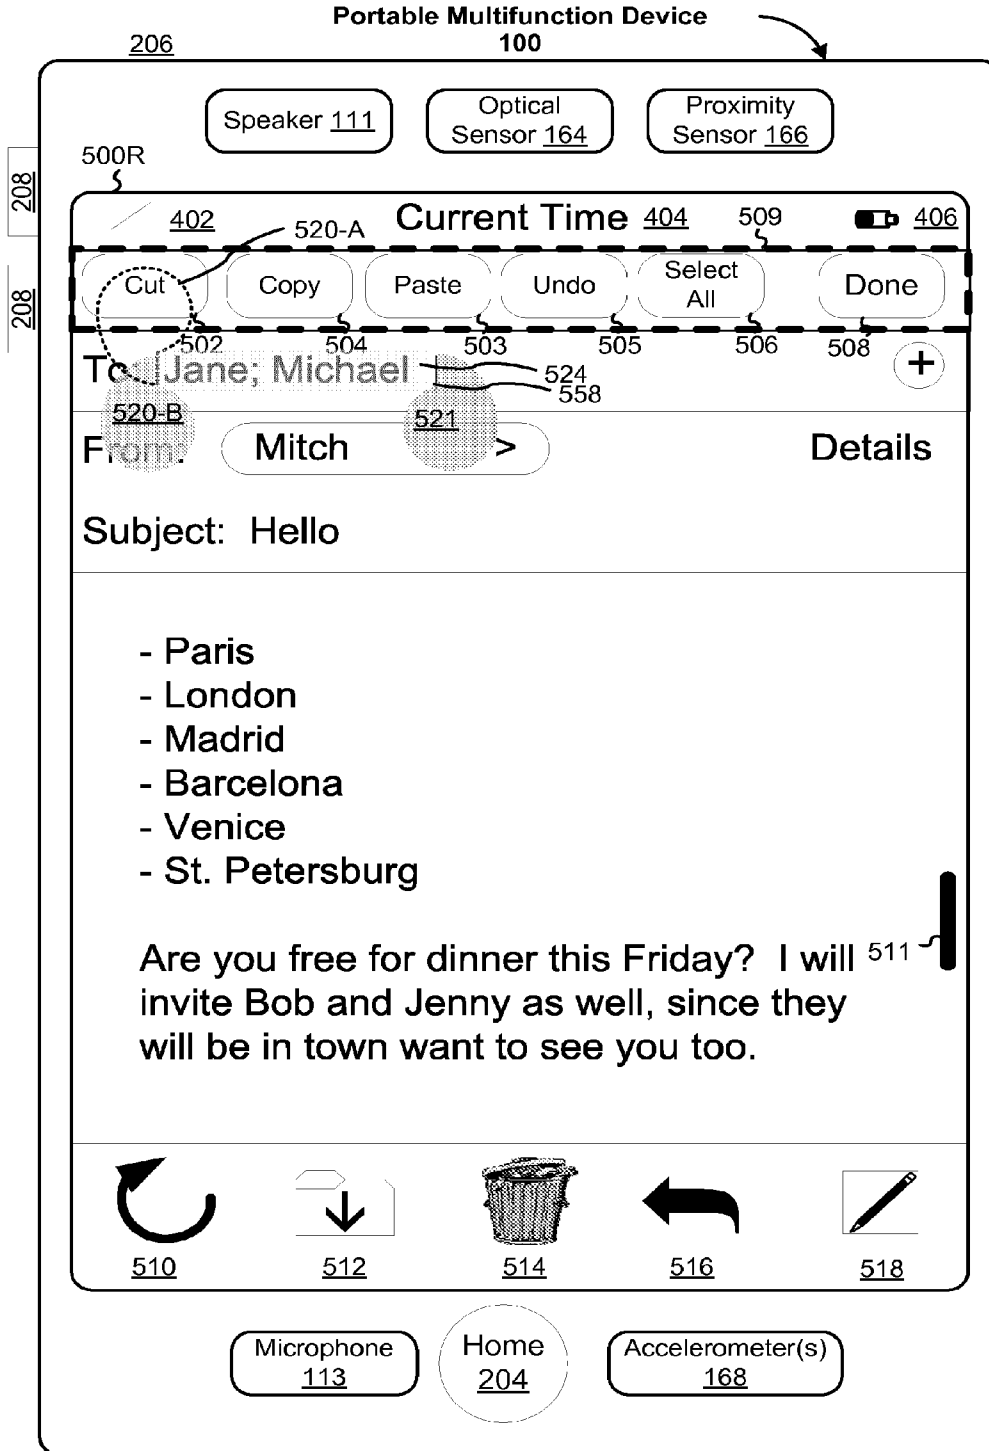 Portable Multifunction Device
100
206
Speaker 111
Optical
Sensor 164
Proximity
Sensor 166
208
208
500R
402
Current Time 404
509
406
520-A
Cut
Copy
Paste
Undo
Select
All
Done
502
504
503
505
506
508
To: Jane; Michael
524
558
+
520-B
521
From:
Mitch
>
Details
Subject: Hello
- Paris
- London
- Madrid
- Barcelona
- Venice
- St. Petersburg
Are you free for dinner this Friday? I will
511
invite Bob and Jenny as well, since they
will be in town want to see you too.
510
512
514
516
518
Microphone
113
Home
204
Accelerometer(s)
168